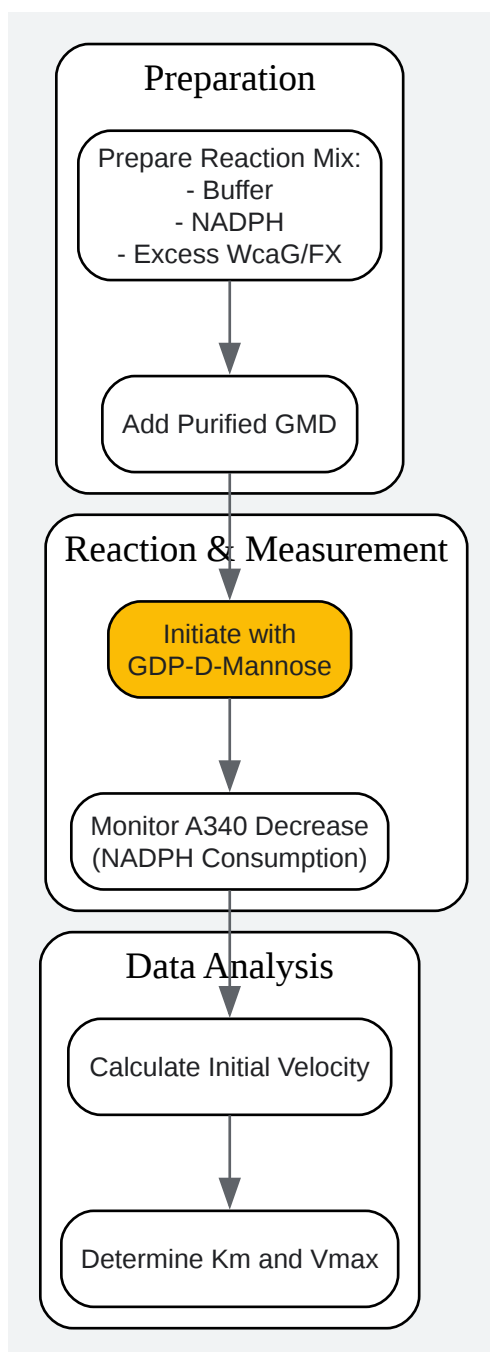 Preparation
Prepare Reaction Mix:
- Buffer
- NADPH
- Excess WcaG/FX
Add Purified GMD
Reaction & Measurement
Initiate with
GDP-D-Mannose
Monitor A340 Decrease
(NADPH Consumption)
Data Analysis
Calculate Initial Velocity
Determine Km and Vmax